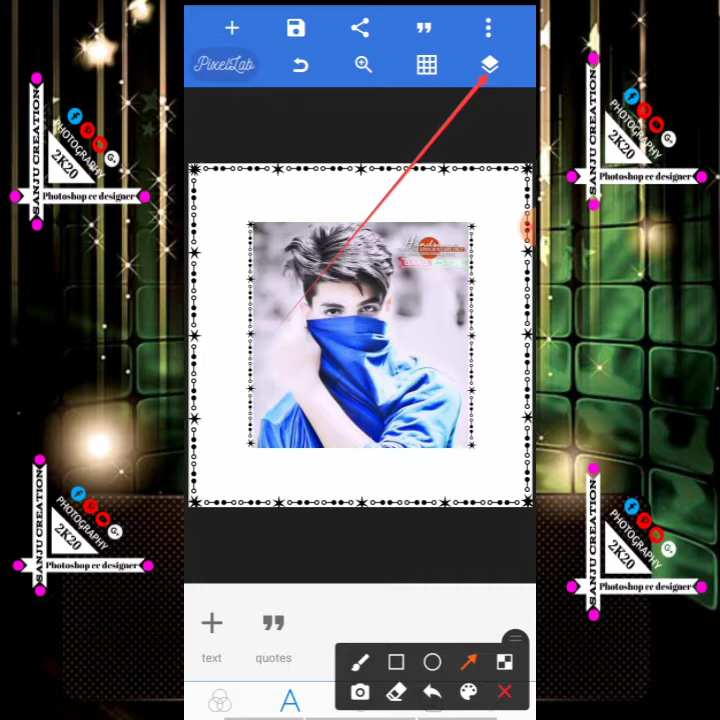 PixelLab
text
quotes
A
SANJU CREATION
PHOTOGRAPHY
2K20
Photoshop cc designer
SANJU CREATION
PHOTOGRAPHY
2K20
Photoshop cc designer
SANJU CREATION
PHOTOGRAPHY
2K20
Photoshop cc designer
SANJU CREATION
PHOTOGRAPHY
2K20
Photoshop cc designer